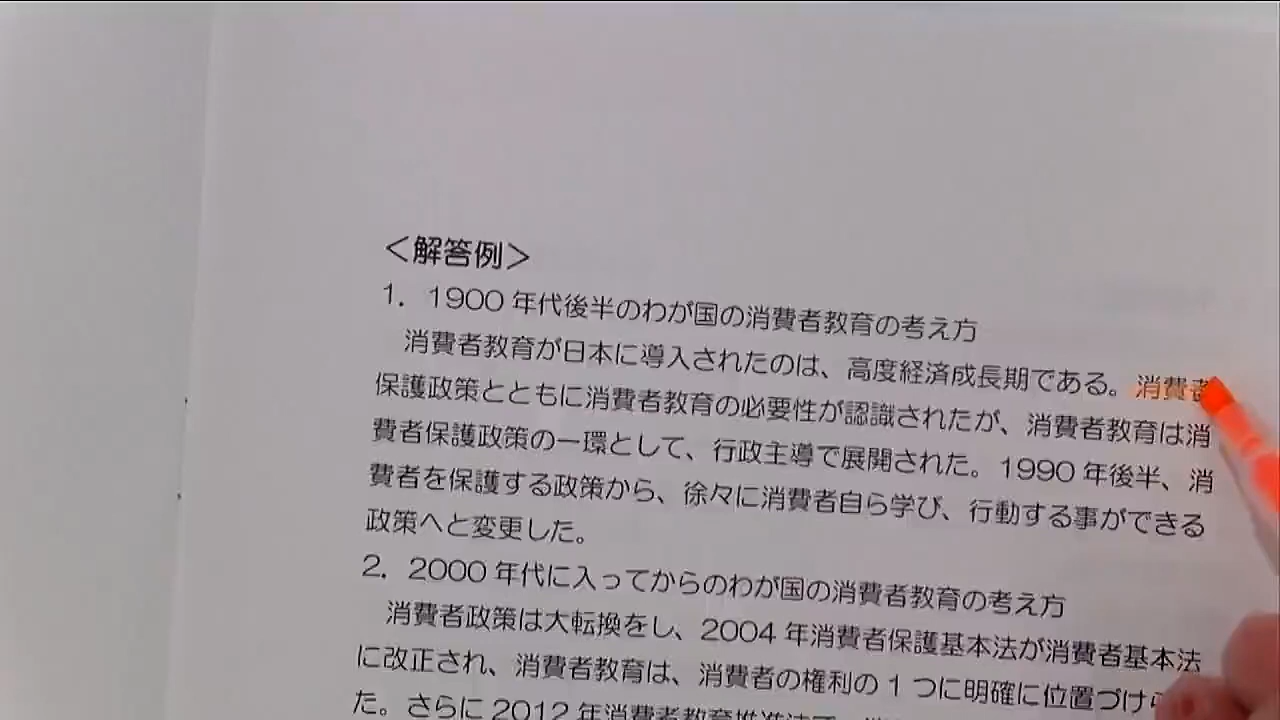 ＜解答例＞
1．1900 年代後半のわが国の消費者教育の考え方
消費者教育が日本に導入されたのは、高度経済成長期である。消費者
保護政策とともに消費者教育の必要性が認識されたが、消費者教育は消
費者保護政策の一環として、行政主導で展開された。1990 年後半、消
費者を保護する政策から、徐々に消費者自ら学び、行動する事ができる
政策へと変更した。
2．2000 年代に入ってからのわが国の消費者教育の考え方
消費者政策は大転換をし、2004 年消費者保護基本法が消費者基本法
に改正され、消費者教育は、消費者の権利の 1 つに明確に位置づけ
た。さらに 2012 年消費者教育推進法で